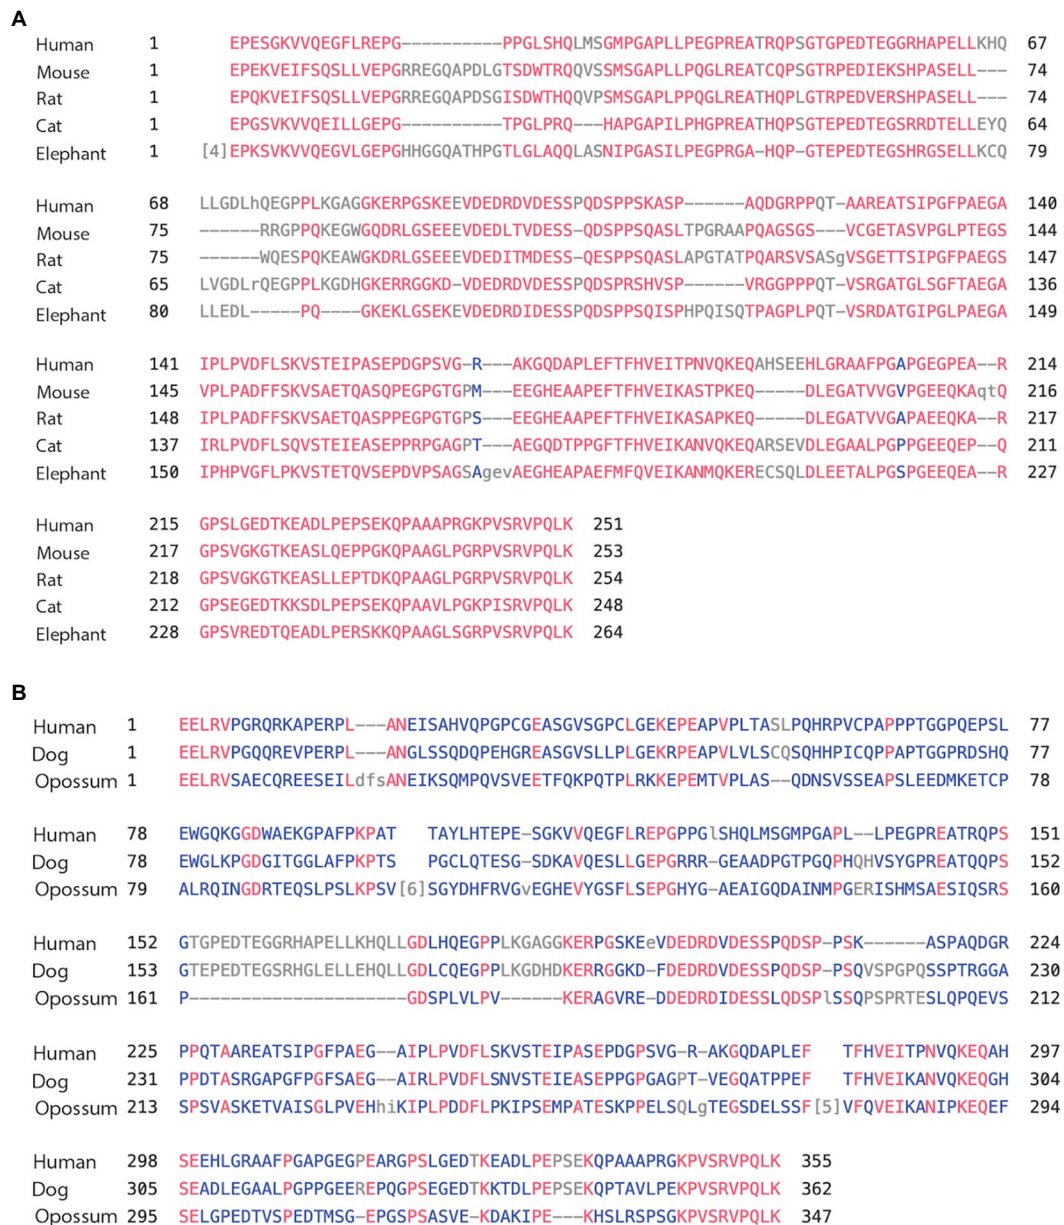 A
Human 1 EPESGKVVQEGFLREPG----------PPGLSHQLMSGMPGAPLLPEGPREATRQPSGTGPEDTEGGRHAPELLKHQ 67
Mouse 1 EPEKVEIFSQSLLVEPGRREGQAPDLGTSDWTRQQVSSMSGAPLLPQGLREATCQPSGTRPEDIEKSHPASELL--- 74
Rat 1 EPQKVEIFSQSLLVEPGRREGQAPDSGISDWTHQQVPSMSGAPLPPQGLREATHQPLGTRPEDVERSHPASELL--- 74
Cat 1 EPGSVKVVQEILLGEPG----------TPGLPRQ---HAPGAPILPHGPREATHQPSGTEPEDTEGSRRDTELLEYQ 64
Elephant 1 [4]EPKSVKVVQEGVLGEPGHHGGQATHPGTLGLAQQLASNIPGASILPEGPRGA-HQP-GTEPEDTEGSHRGSELLKCQ 79
Human 68 LLGDLhQEGPPLKGAGGKERPGSKEEVDEDRDVDESSPQDSPPSKASP------AQDGRPPQT-AAREATSIPGFPAEGA 140
Mouse 75 ------RRGPPQKEGWGQDRLGSEEEVDEDLTVDESS-QDSPPSQASLTPGRAAPQAGSGS---VCGETASVPGLPTEGS 144
Rat 75 ------WQESPQKEAWGKDRLGSEEEVDEDITMDESS-QESPPSQASLAPGTATPQARSVSASgVSGETTSIPGFPAEGS 147
Cat 65 LVGDLrQEGPPLKGDHGKERRGGKD-VDEDRDVDESSPQDSPRSHVSP------VRGGPPPQT-VSRGATGLSGFTAEGA 136
Elephant 80 LLEDL-----PQ----GKEKLGSEKEVDEDRDIDESSPQDSPPSQISPHPQISQTPAGPLPQT-VSRDATGIPGLPAEGA 149
Human 141 IPLPVDFLSKVSTEIPASEPDGPSVG-R---AKGQDAPLEFTFHVEITPNVQKEQAHSEEHLGRAAFPGAPGEGPEA--R 214
Mouse 145 VPLPADFFSKVSAETQASPPEGPGTGPM---EEGHEAAPEFTFHVEIKASTPKEQ-----DLEGATVVGVPGEEQKAqtQ 216
Rat 148 IPLPADFFSKVSAETQASQPEGPGTGPS---EEGHEAAPEFTFHVEIKASAPKEQ-----DLEGATVVGAPAEEQKA--R 217
Cat 137 IRLPVDFLSQVSTEIEASEPPRPGAGPT---AEGQDTPPGFTFHVEIKANVQKEQARSEVDLEGAALPGPPGEEQEP--Q 211
Elephant 150 IPHPVGFLPKVSTETQVSEPDVPSAGSAgevAEGHEAPAEFMFQVEIKANMQKERECSQLDLEETALPGSPGEEQEA--R 227
Human 215 GPSLGEDTKEADLPEPSEKQPAAAPRGKPVSRVPQLK 251
Mouse 217 GPSVGKGTKEASLQEPPGKQPAAGLPGRPVSRVPQLK 253
Rat 218 GPSVGKGTKEASLLEPTDKQPAAGLPGRPVSRVPQLK 254
Cat 212 GPSEGEDTKKSDLPEPSEKQPAAVLPGKPISRVPQLK 248
Elephant 228 GPSVREDTQEADLPERSKKQPAAGLSGRPVSRVPQLK 264
B
Human 1 EELRVPGRQRKAPERPL---ANEISAHVQPGPCGEASGVSGPCLGEKEPEAPVPLTASLPQHRPVCPAPPPTGGPQEPSL 77
Dog 1 EELRVPGQQREVPERPL---ANGLSSQDQPEHGREASGVSLLPLGEKEPEAPVLVLSCQSQHHPICQPPAPTGGPRDSHQ 77
Opossum 1 EELRVSAECQREESEILdfsANEIKSQMPQVSVEETFQKPQTPLRKKEPEMTVPLAS--QDNSVSSEAPSLEEDMKETCP 78
Human 78 EWGQKGGDWAEKGPAFPKPAT TAYLHTEPE-SGKVVQEGFLREPGPPGlSHQLMSGMPGAPL--LPEGPREATRQPS 151
Dog 78 EWGLKPGDGITGGLAFPKPTS PGCLQTESG-SDKAVQESLLGEPGRRR-GEAADPGTPGQPHQHVSYGPREATQQPS 152
Opossum 79 ALRQINGDRTEQSLPSLKPSV[6]SGYDHFRVGvEGHEVYGSFLSEPGHYG-AEAIGQDAINMPGERISHMSAESIQSRS 160
Human 152 GTGPEDTEGGRHAPELLKHQLLGDLHQEGPPLKGAGGKERPGSKEeVDEDRDVDESSPQDSP-PSK------ASPAQDGR 224
Dog 153 GTEPEDTEGSRHGLELLEHQLLGDLCQEGPPLKGDHDKERRGGKD-FDEDRDVDESSPQDSP-PSQVSPGPQSSPTRGGA 230
Opossum 161 P--------------------GDSPLVLPV------KERAGVRE-DDEDRDIDESSLQDSPlSSQPSPRTESLQPQEVS 212
Human 225 PPQTAAREATSIPGFPAEG--AIPLPVDFLSKVSTEIPASEPDGPSVG-R-AKGQDAPLEF TFHVEITPNVQKEQAH 297
Dog 231 PPDTASRGAPGFPGFSAEG--AIRLPVDFLSNVSTEIEASEPPGPGAGPT-VEGQATPPEF TFHVEIKANVQKEQGH 304
Opossum 213 SPSVASKETVAISGLPVEHhiKIPLPDDFLPKIPSEMPATESKPPELSQLgTEGSDELSSF[5]VFQVEIKANIPKEQEF 294
Human 298 SEEHLGRAAFPGAPGEGPEARGPSLGEDTKEADLPEPSEKQPAAAPRGKPVSRVPQLK 355
Dog 305 SEADLEGAALPGPPGEEREPQGPSEGEDTKKTDLPEPSEKQPTAVLPEKPVSRVPQLK 362
Opossum 295 SELGPEDTVSPEDTMSG-EPGSPSASVE-KDAKIPE---KHSLRSPSGKPVSRVPQLK 347